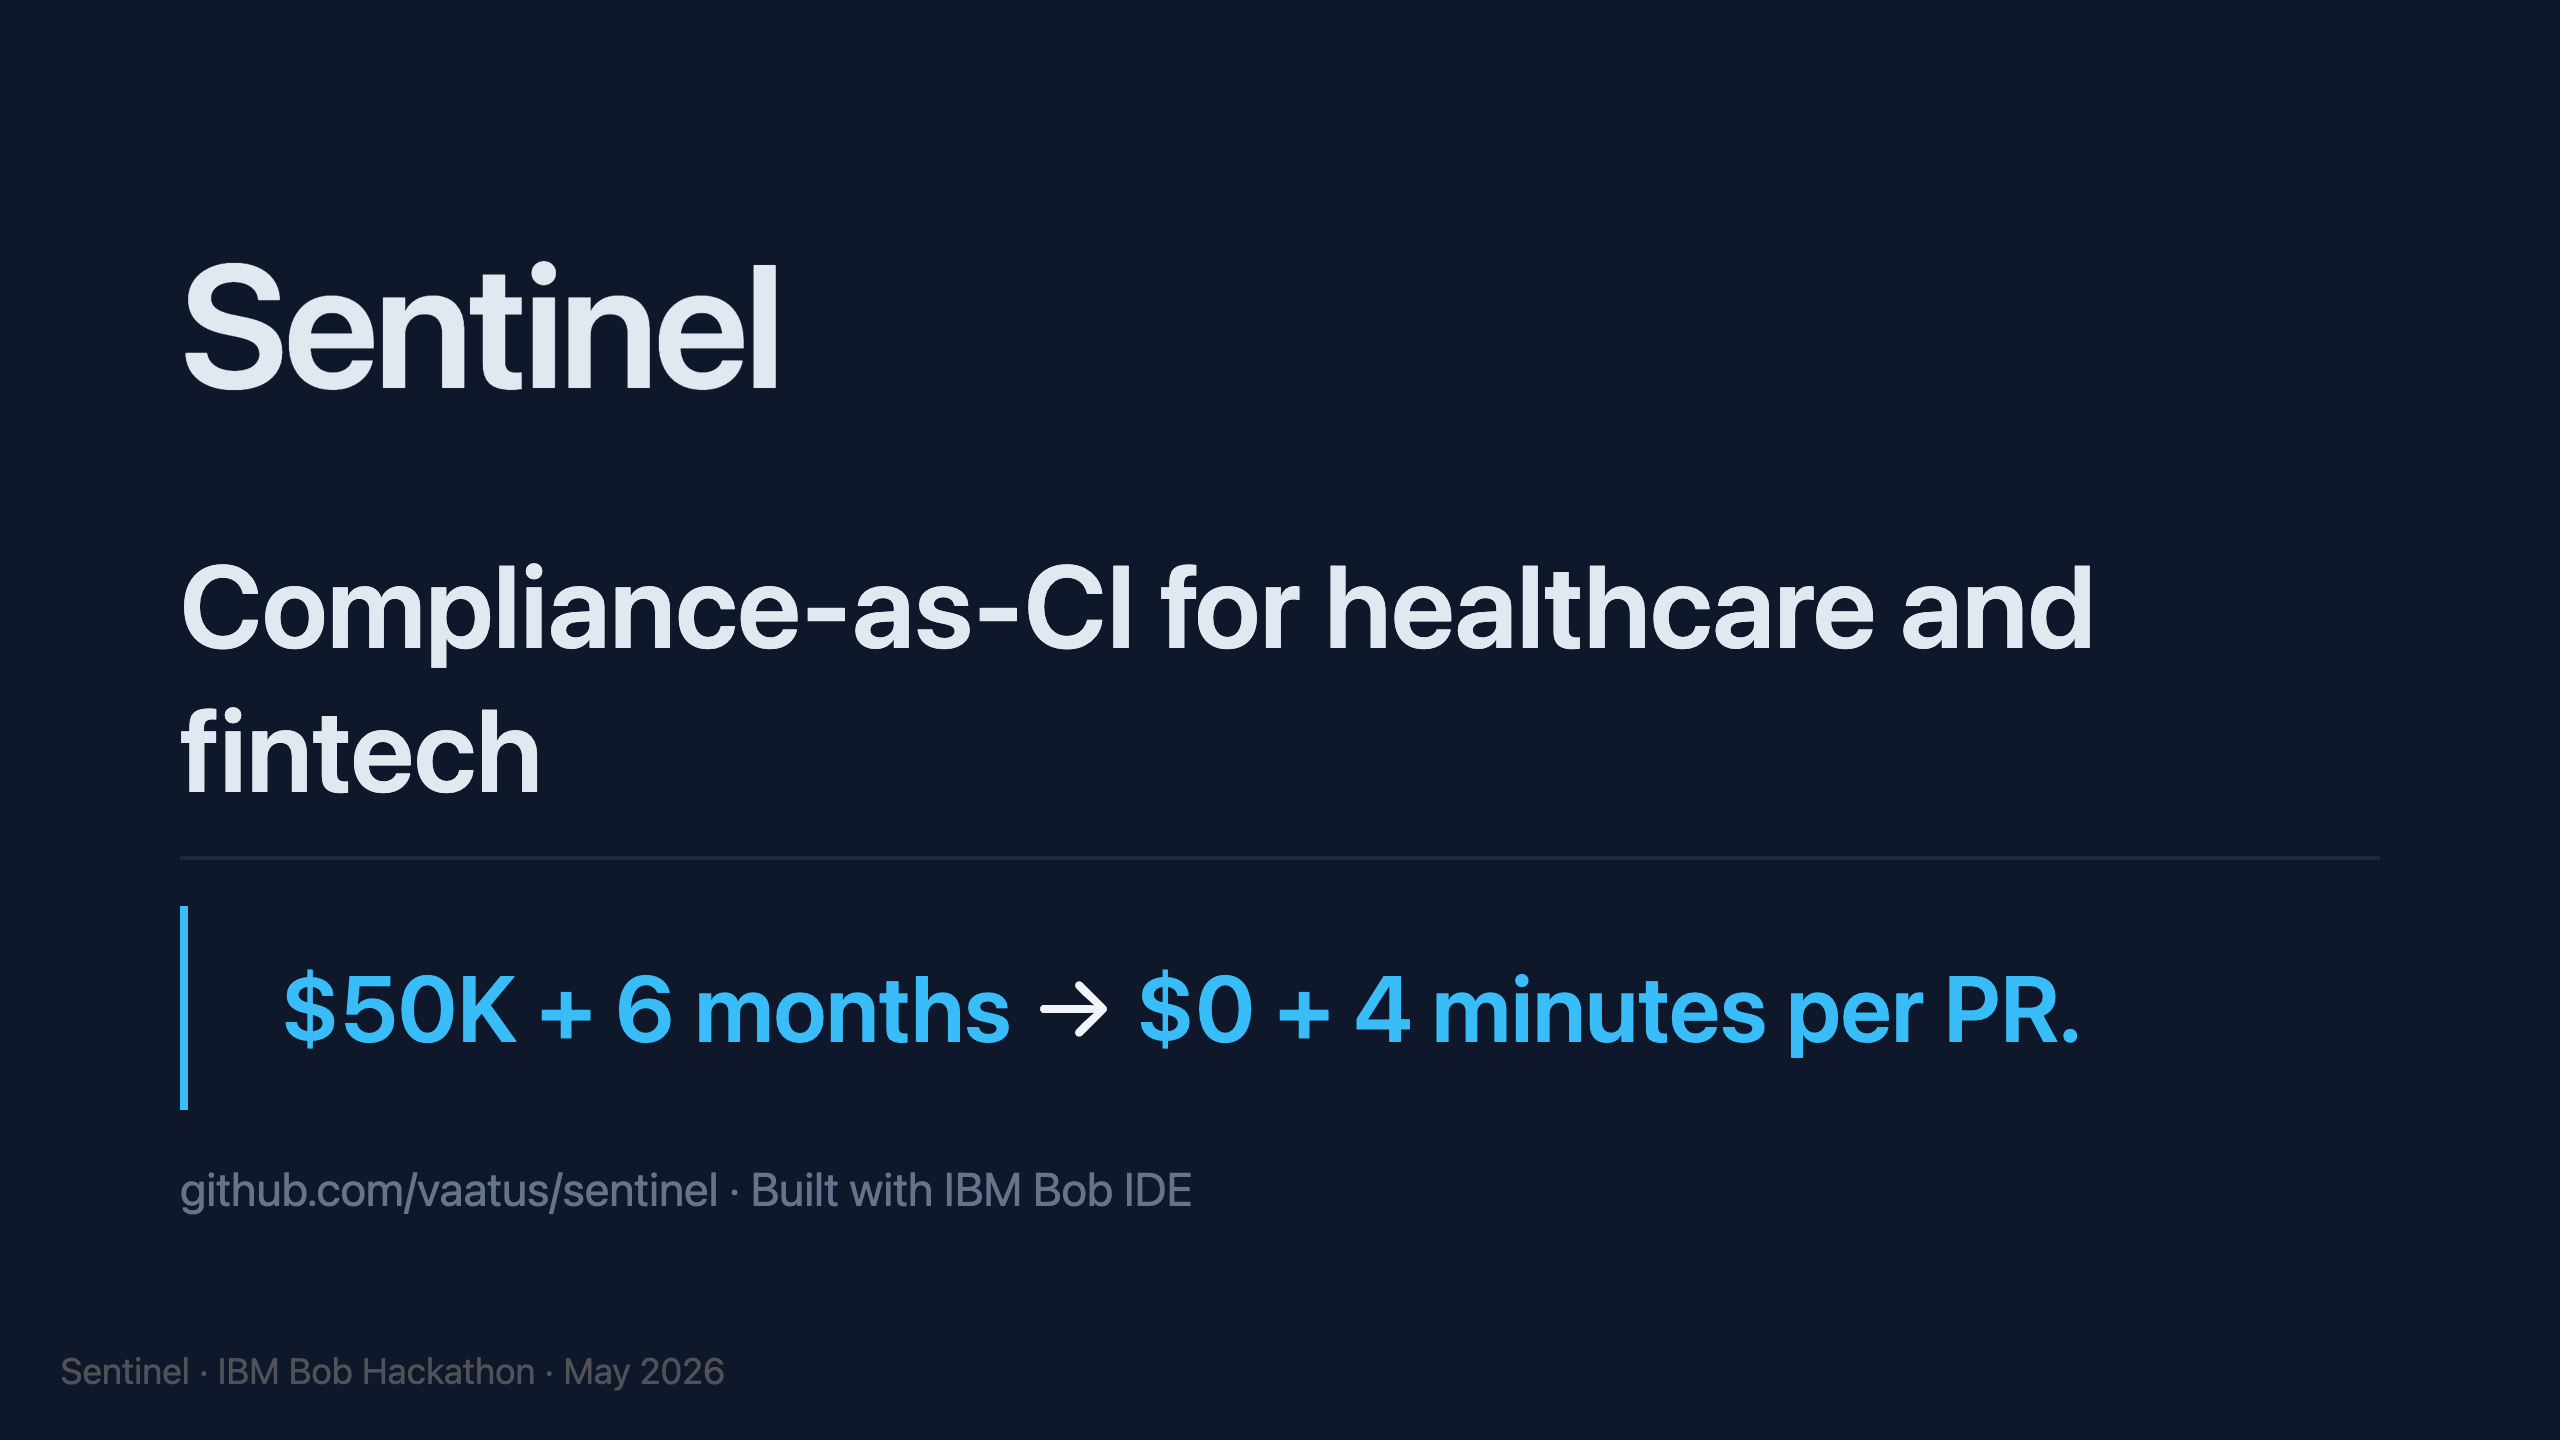 Sentinel
Compliance-as-CI for healthcare and
fintech
$50K + 6 months → $0 + 4 minutes per PR.
github.com/vaatus/sentinel · Built with IBM Bob IDE
Sentinel · IBM Bob Hackathon · May 2026